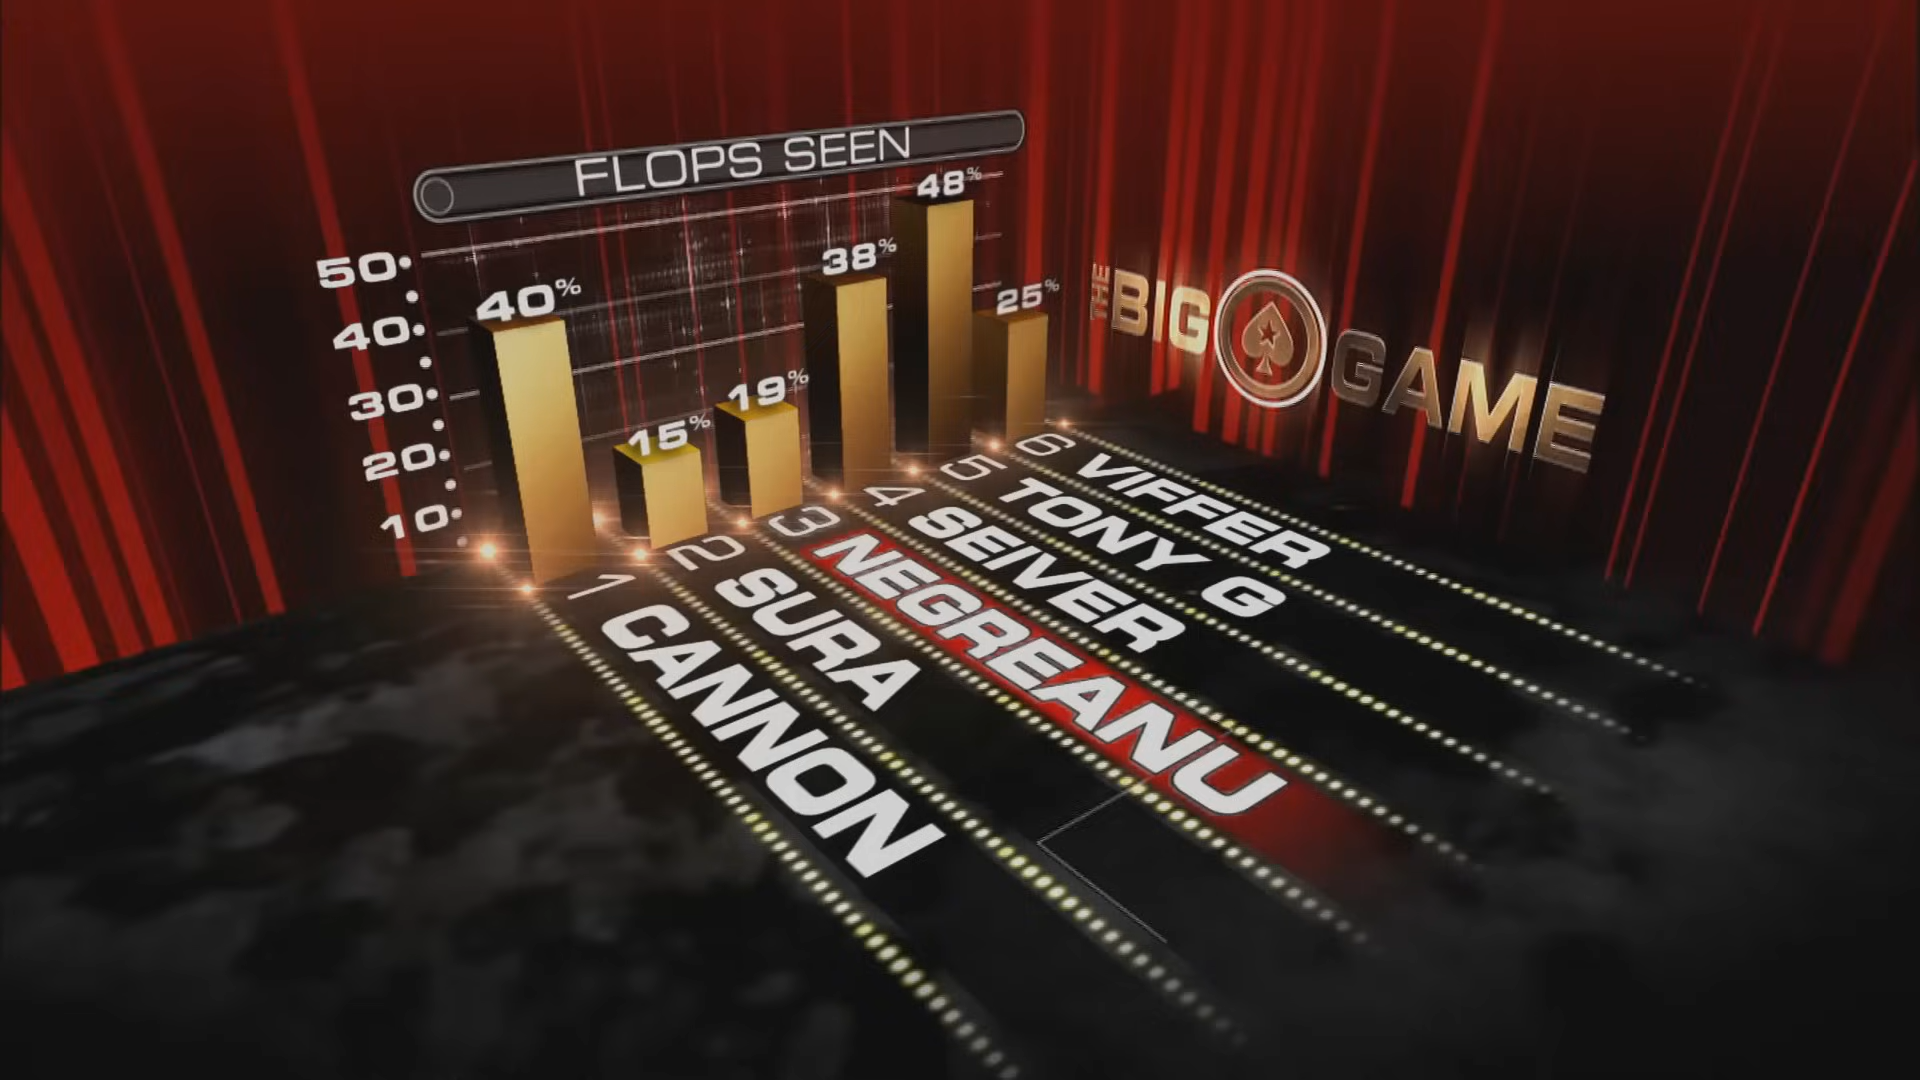 FLOPS SEEN
50
40
30
20
10
40%
15%
19%
38%
48%
25%
THE BIG GAME
1 CANNON
2 SURA
3 NEGREANU
4 SEIVER
5 TONY G
6 VIFFER